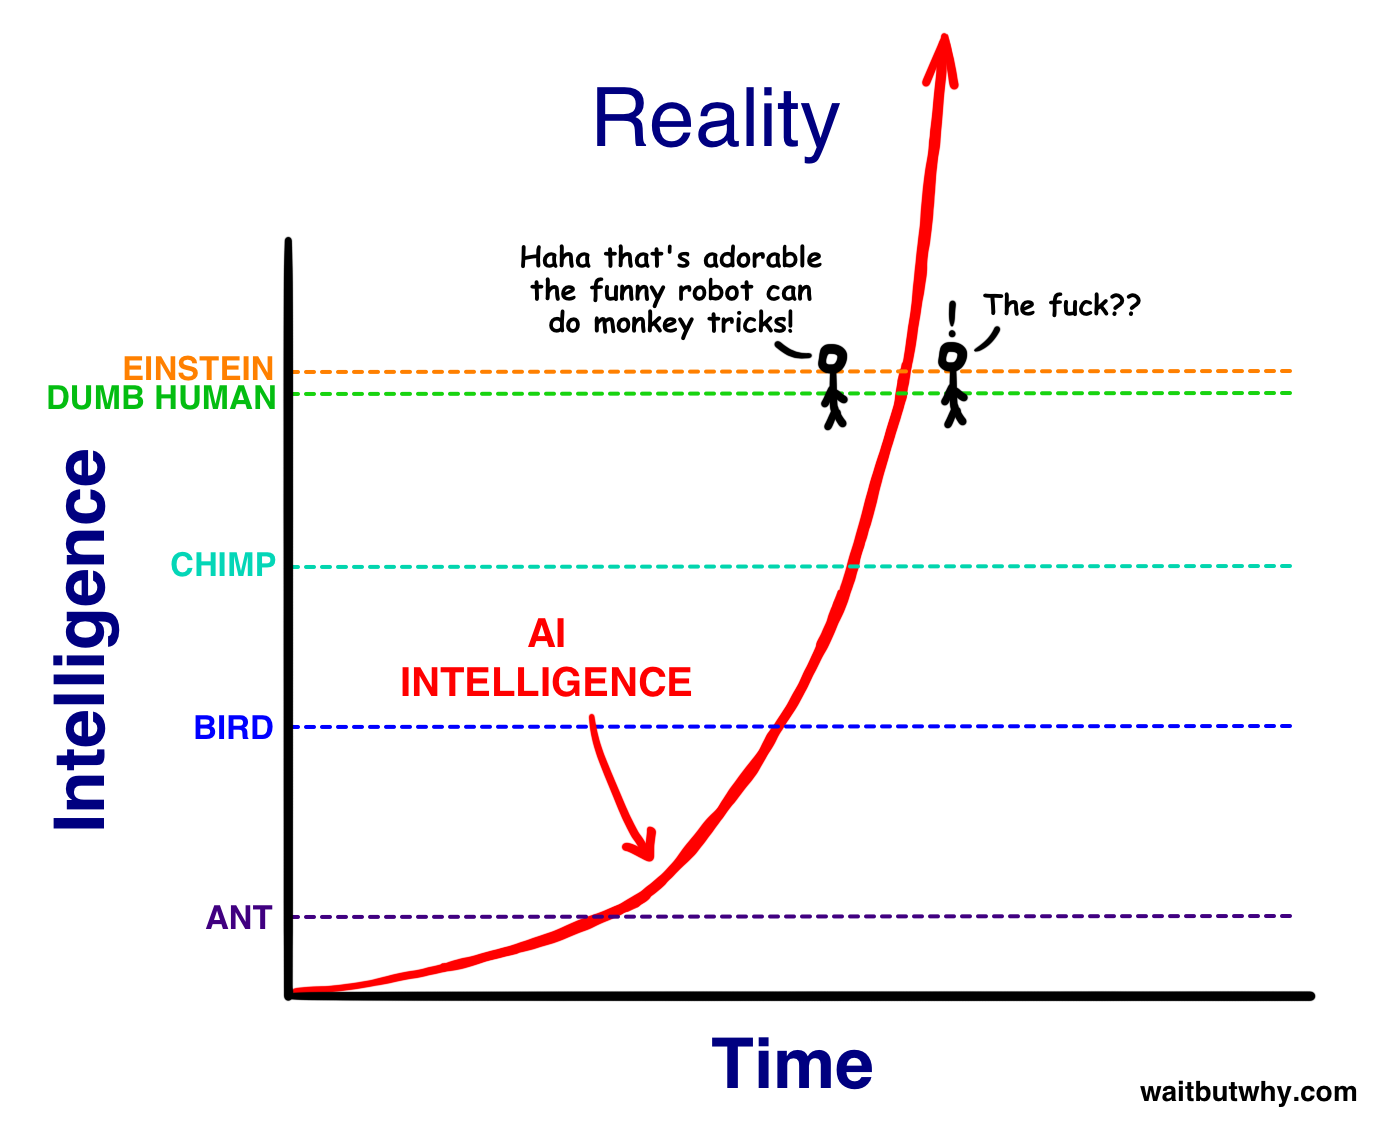 Reality
Haha that's adorable
the funny robot can
do monkey tricks!
!
The fuck??
EINSTEIN
DUMB HUMAN
CHIMP
BIRD
ANT
Intelligence
AI
INTELLIGENCE
Time
waitbutwhy.com